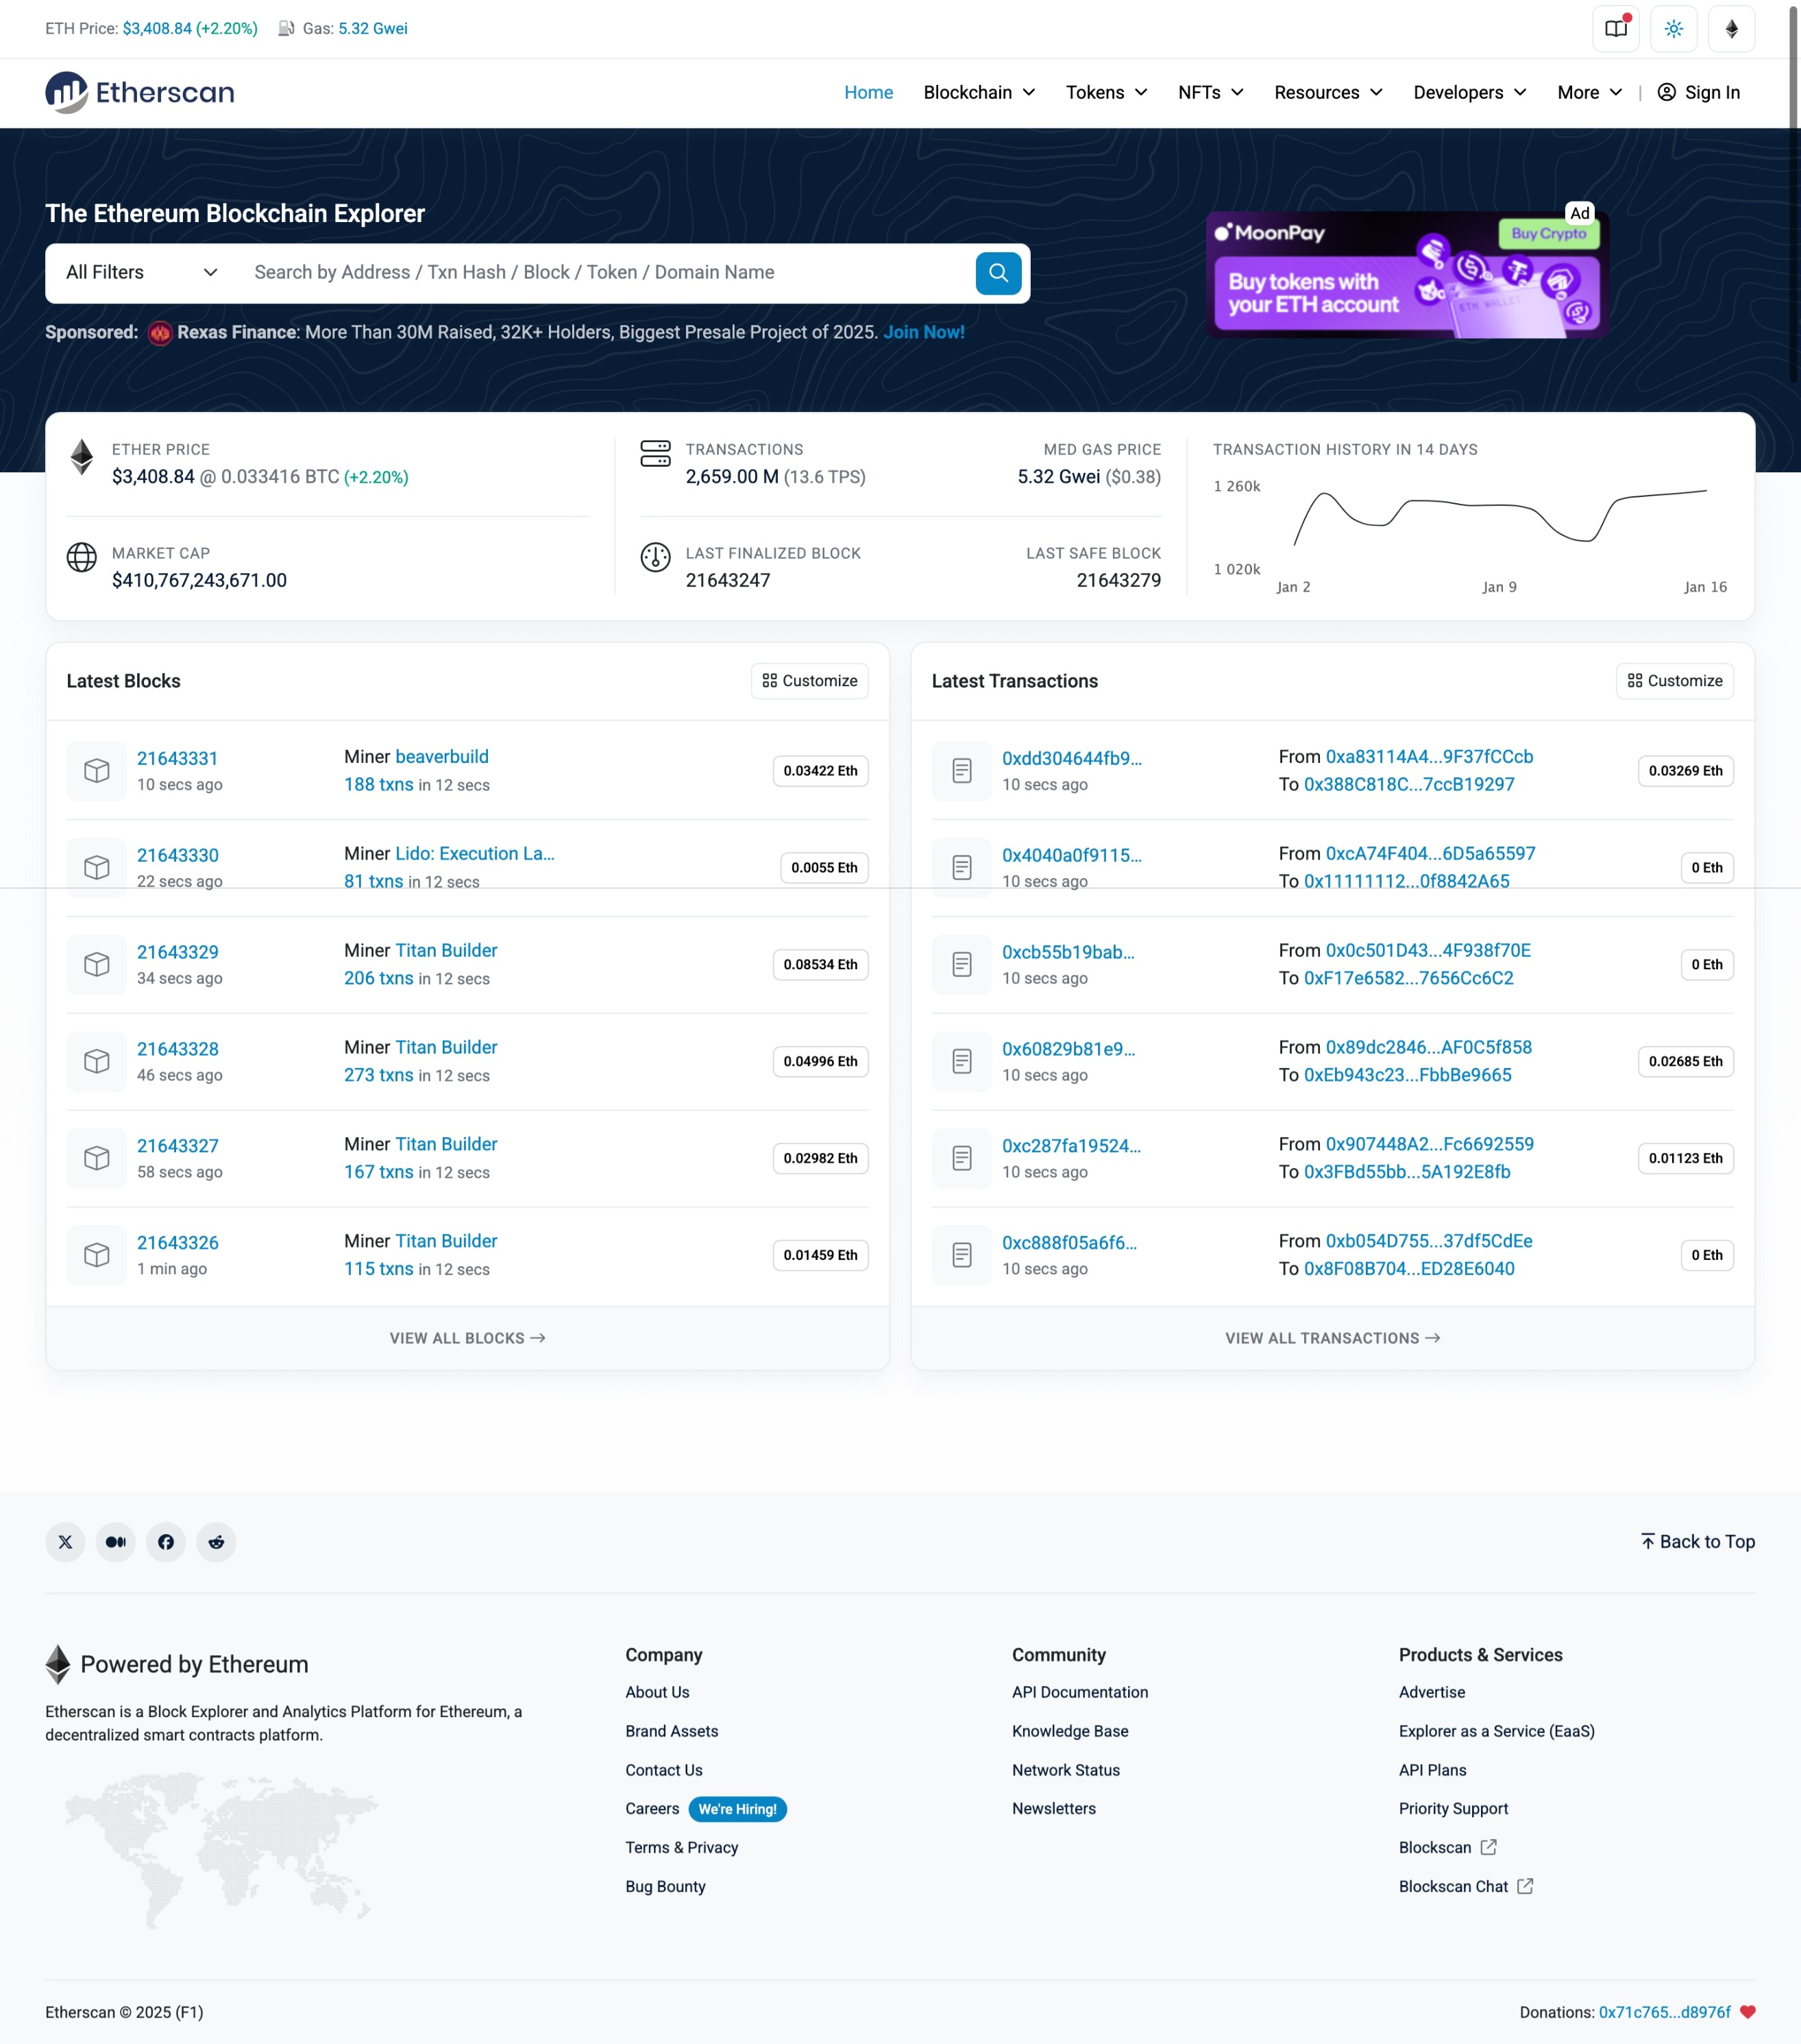 ETH Price: $3,408.84 (+2.20%) Gas: 5.32 Gwei
Etherscan
Home Blockchain Tokens NFTs Resources Developers More | Sign In
The Ethereum Blockchain Explorer
All Filters Search by Address / Txn Hash / Block / Token / Domain Name
Sponsored: Rexas Finance: More Than 30M Raised, 32K+ Holders, Biggest Presale Project of 2025. Join Now!
Ad
MoonPay
Buy Crypto
Buy tokens with
your ETH account
ETH WALLET
ETHER PRICE
$3,408.84 @ 0.033416 BTC (+2.20%)
MARKET CAP
$410,767,243,671.00
TRANSACTIONS
2,659.00 M (13.6 TPS)
MED GAS PRICE
5.32 Gwei ($0.38)
LAST FINALIZED BLOCK
21643247
LAST SAFE BLOCK
21643279
TRANSACTION HISTORY IN 14 DAYS
1 260k
1 020k
Jan 2 Jan 9 Jan 16
Latest Blocks
Customize
21643331
10 secs ago
Miner beaverbuild
188 txns in 12 secs
0.03422 Eth
21643330
22 secs ago
Miner Lido: Execution La...
81 txns in 12 secs
0.0055 Eth
21643329
34 secs ago
Miner Titan Builder
206 txns in 12 secs
0.08534 Eth
21643328
46 secs ago
Miner Titan Builder
273 txns in 12 secs
0.04996 Eth
21643327
58 secs ago
Miner Titan Builder
167 txns in 12 secs
0.02982 Eth
21643326
1 min ago
Miner Titan Builder
115 txns in 12 secs
0.01459 Eth
VIEW ALL BLOCKS →
Latest Transactions
Customize
0xdd304644fb9...
10 secs ago
From 0xa83114A4...9F37fCCcb
To 0x388C818C...7ccB19297
0.03269 Eth
0x4040a0f9115...
10 secs ago
From 0xcA74F404...6D5a65597
To 0x11111112...0f8842A65
0 Eth
0xcb55b19bab...
10 secs ago
From 0x0c501D43...4F938f70E
To 0xF17e6582...7656Cc6C2
0 Eth
0x60829b81e9...
10 secs ago
From 0x89dc2846...AF0C5f858
To 0xEb943c23...FbbBe9665
0.02685 Eth
0xc287fa19524...
10 secs ago
From 0x907448A2...Fc6692559
To 0x3FBd55bb...5A192E8fb
0.01123 Eth
0xc888f05a6f6...
10 secs ago
From 0xb054D755...37df5CdEe
To 0x8F08B704...ED28E6040
0 Eth
VIEW ALL TRANSACTIONS →
Back to Top
Powered by Ethereum
Etherscan is a Block Explorer and Analytics Platform for Ethereum, a
decentralized smart contracts platform.
Company
About Us
Brand Assets
Contact Us
Careers We're Hiring!
Terms & Privacy
Bug Bounty
Community
API Documentation
Knowledge Base
Network Status
Newsletters
Products & Services
Advertise
Explorer as a Service (EaaS)
API Plans
Priority Support
Blockscan
Blockscan Chat
Etherscan © 2025 (F1)
Donations: 0x71c765...d8976f